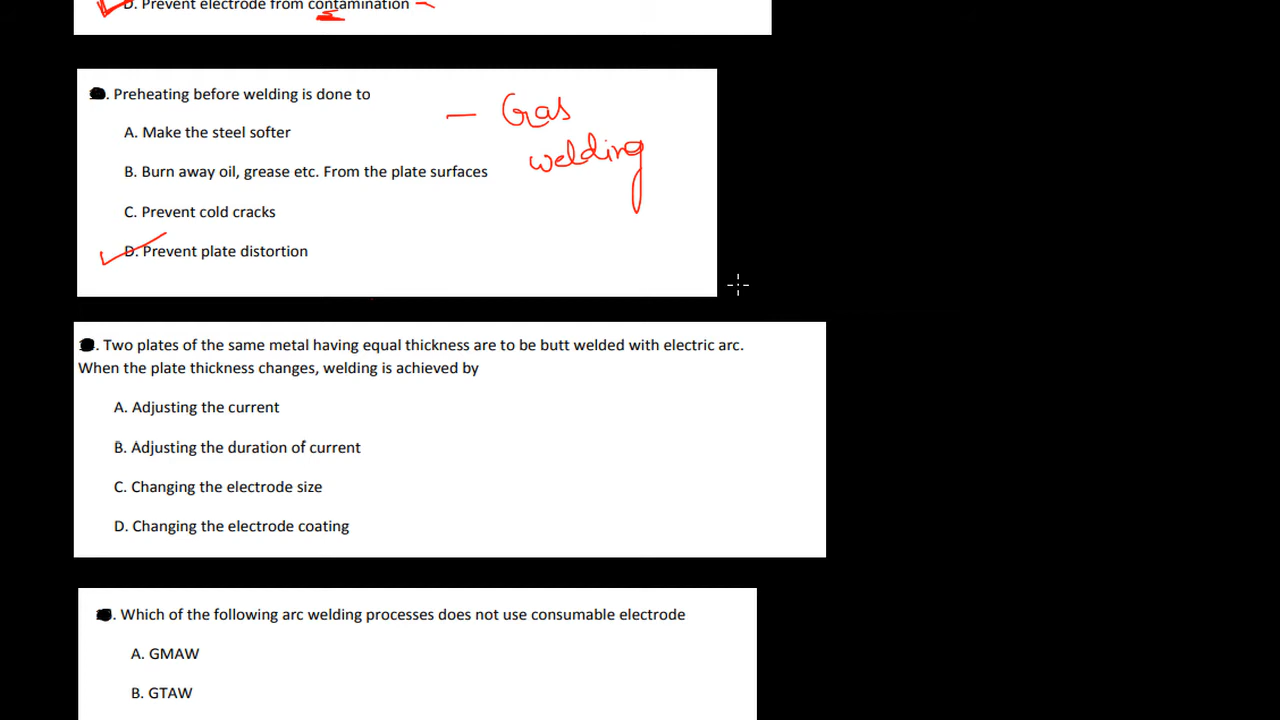 D. Prevent electrode from contamination
. Preheating before welding is done to
A. Make the steel softer
B. Burn away oil, grease etc. From the plate surfaces
C. Prevent cold cracks
D. Prevent plate distortion
— Gas
welding
. Two plates of the same metal having equal thickness are to be butt welded with electric arc.
When the plate thickness changes, welding is achieved by
A. Adjusting the current
B. Adjusting the duration of current
C. Changing the electrode size
D. Changing the electrode coating
. Which of the following arc welding processes does not use consumable electrode
A. GMAW
B. GTAW